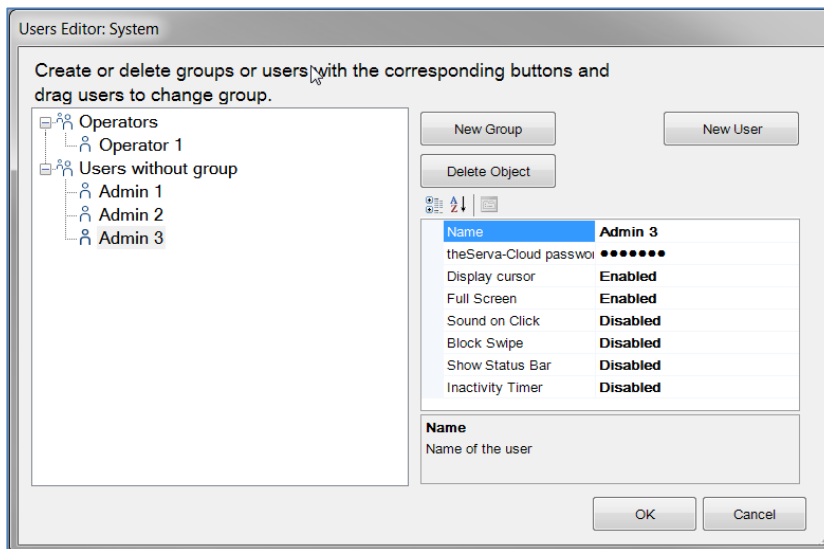 Users Editor: System
Create or delete groups or users with the corresponding buttons and
drag users to change group.
Operators
Operator 1
Users without group
Admin 1
Admin 2
Admin 3
New Group
New User
Delete Object
Name Admin 3
theServa-Cloud passwo ●●●●●●●
Display cursor Enabled
Full Screen Enabled
Sound on Click Disabled
Block Swipe Disabled
Show Status Bar Disabled
Inactivity Timer Disabled
Name
Name of the user
OK
Cancel